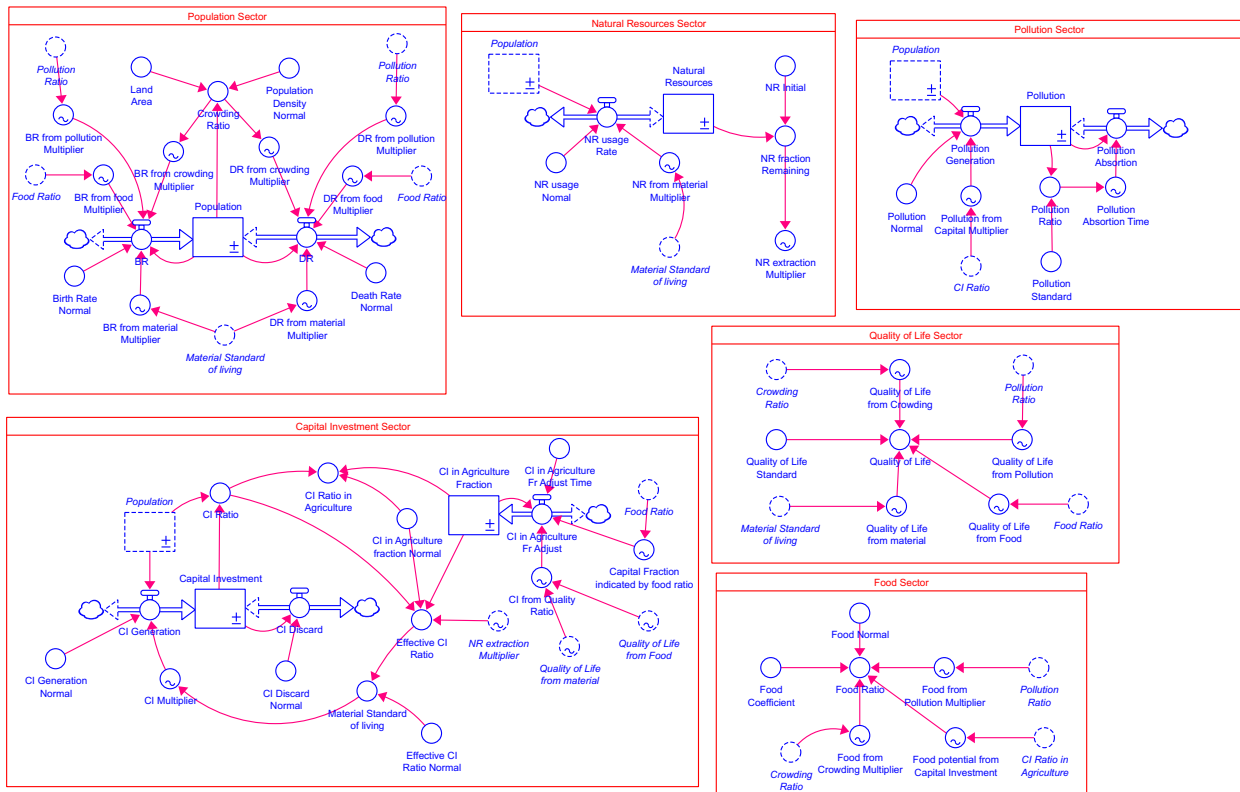 Population Sector
Pollution
Ratio
Land
Area
Crowding
Ratio
Population
Density
Normal
Pollution
Ratio
BR from pollution
Multiplier
DR from pollution
Multiplier
BR from crowding
Multiplier
DR from crowding
Multiplier
Food Ratio
BR from food
Multiplier
DR from food
Multiplier
Food Ratio
Population
BR
DR
Birth Rate
Normal
Death Rate
Normal
BR from material
Multiplier
DR from material
Multiplier
Material Standard
of living
Natural Resources Sector
Population
Natural
Resources
NR Initial
NR usage
Rate
NR fraction
Remaining
NR usage
Nomal
NR from material
Multiplier
Material Standard
of living
NR extraction
Multiplier
Pollution Sector
Population
Pollution
Pollution
Generation
Pollution
Absortion
Pollution
Normal
Pollution from
Capital Multiplier
Pollution
Ratio
Pollution
Absortion Time
CI Ratio
Pollution
Standard
Quality of Life Sector
Crowding
Ratio
Quality of Life
from Crowding
Pollution
Ratio
Quality of Life
Standard
Quality of Life
Quality of Life
from Pollution
Material Standard
of living
Quality of Life
from material
Quality of Life
from Food
Food Ratio
Capital Investment Sector
Population
CI Ratio
CI Ratio in
Agriculture
CI in Agriculture
Fraction
CI in Agriculture
Fr Adjust Time
Food Ratio
CI in Agriculture
fraction Normal
CI in Agriculture
Fr Adjust
Capital Fraction
indicated by food ratio
Capital Investment
CI Generation
CI Discard
CI from Quality
Ratio
Effective CI
Ratio
NR extraction
Multiplier
Quality of Life
from material
Quality of Life
from Food
CI Generation
Normal
CI Multiplier
CI Discard
Normal
Material Standard
of living
Effective CI
Ratio Normal
Food Sector
Food Normal
Food
Coefficient
Food Ratio
Food from
Pollution Multiplier
Pollution
Ratio
Crowding
Ratio
Food from
Crowding Multiplier
Food potential from
Capital Investment
CI Ratio in
Agriculture